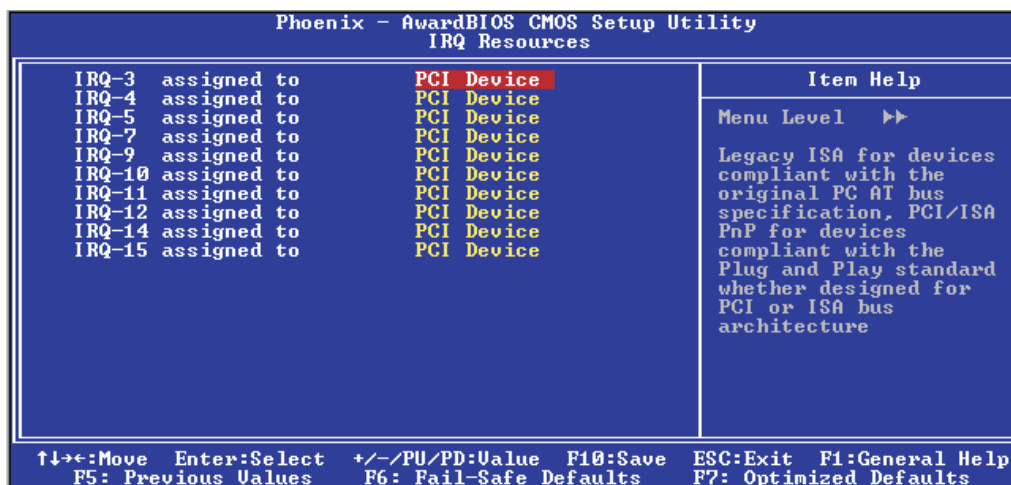 Phoenix - AwardBIOS CMOS Setup Utility
IRQ Resources
IRQ-3 assigned to PCI Device
IRQ-4 assigned to PCI Device
IRQ-5 assigned to PCI Device
IRQ-7 assigned to PCI Device
IRQ-9 assigned to PCI Device
IRQ-10 assigned to PCI Device
IRQ-11 assigned to PCI Device
IRQ-12 assigned to PCI Device
IRQ-14 assigned to PCI Device
IRQ-15 assigned to PCI Device
Item Help
Menu Level ▶▶
Legacy ISA for devices
compliant with the
original PC AT bus
specification, PCI/ISA
PnP for devices
compliant with the
Plug and Play standard
whether designed for
PCI or ISA bus
architecture
↑↓→←:Move Enter:Select +/-/PU/PD:Value F10:Save ESC:Exit F1:General Help
F5: Previous Values F6: Fail-Safe Defaults F7: Optimized Defaults